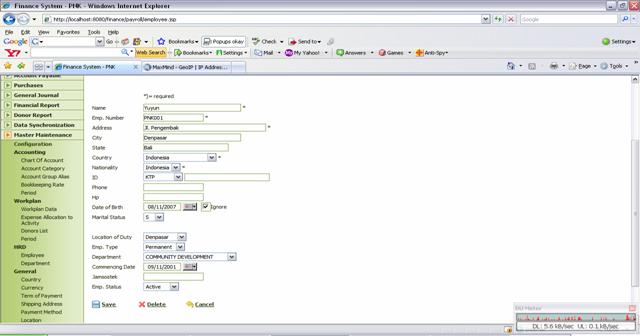 Finance System - PNK - Windows Internet Explorer
http://localhost:8080/finance/payroll/employee.jsp
Google
File Edit View Favorites Tools Help
Google Go Bookmarks Popups okay Check Send to Settings
Y! Web Search Bookmarks Settings Mail My Yahoo! Answers Games Anti-Spy
Finance System - PNK MaxMind - GeoIP | IP Addres... Page Tools
Account Payable
Purchases
General Journal
Financial Report
Donor Report
Data Synchronization
Master Maintenance
Configuration
Accounting
Chart Of Account
Account Category
Account Group Alias
Bookkeeping Rate
Period
Workplan
Workplan Data
Expense Allocation to
Activity
Donors List
Period
HRD
Employee
Department
General
Country
Currency
Term of Payment
Shipping Address
Payment Method
Location
*)= required
Name Yuyun *
Emp. Number PNK001 *
Address Jl. Pengembak *
City Denpasar
State Bali
Country Indonesia *
Nationality Indonesia *
ID KTP
Phone
Hp
Date of Birth 08/11/2007 Ignore
Marital Status S
Location of Duty Denpasar
Emp. Type Permanent
Department COMMUNITY DEVELOPMENT
Commencing Date 09/11/2001
Jamsostek
Emp. Status Active
Save Delete Cancel
DU Meter
DL: 5.6 kB/sec UL: 0.1 kB/sec